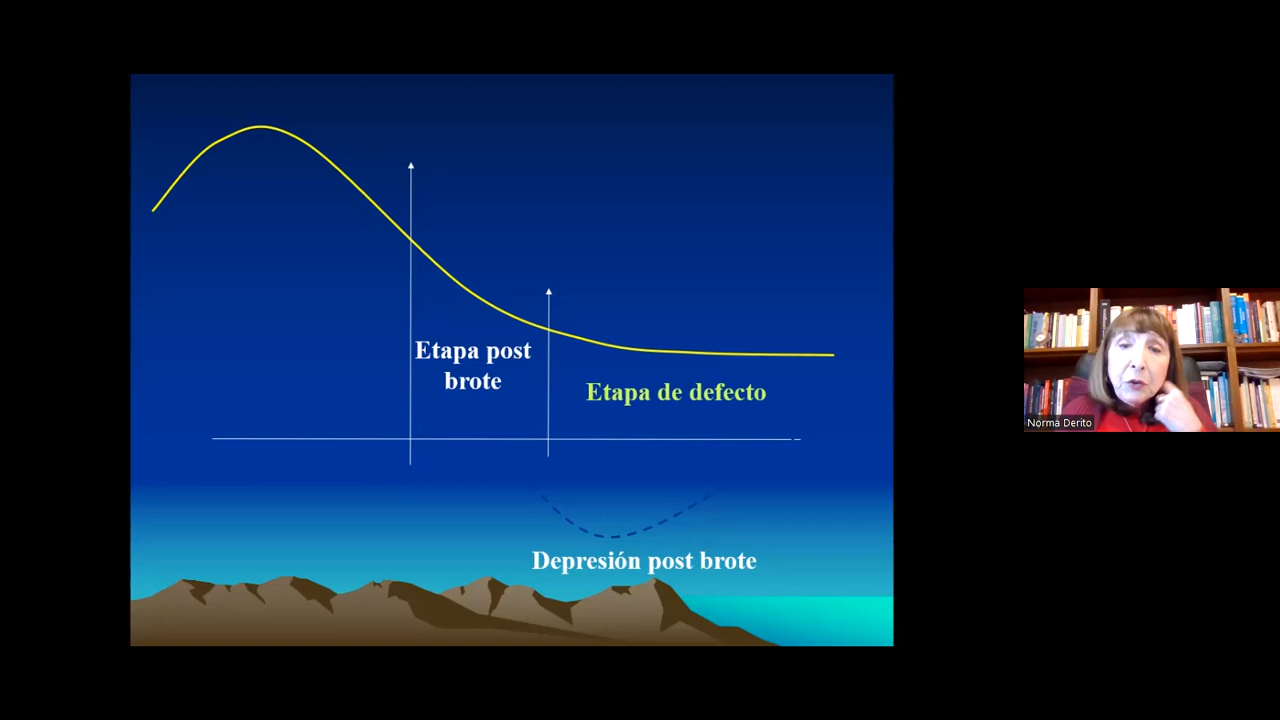 Etapa post
brote
Etapa de defecto
Depresión post brote
Norma Derito